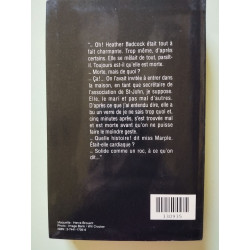 "... Oh! Heather Badcock était tout à
fait charmante. Trop même, d'après
certains. Elle se mêlait de tout, paraît-
il. Toujours est-il qu'elle est morte.
... Morte, mais de quoi ?
... Ça!... On l'avait invitée à entrer dans
la maison, en tant que secrétaire de
l'association de St-John, je suppose.
Elle, le mari et pas mal d'autres.
D'après ce que j'ai entendu dire, elle a
bu un verre de je ne sais trop quoi et,
cinq minutes après, s'est trouvée mal
et est morte avant qu'on ne puisse
faire le moindre geste.
... Quelle histoire! dit miss Marple.
Était-elle cardiaque ?
... Solide comme un roc, à ce qu'on
dit..."